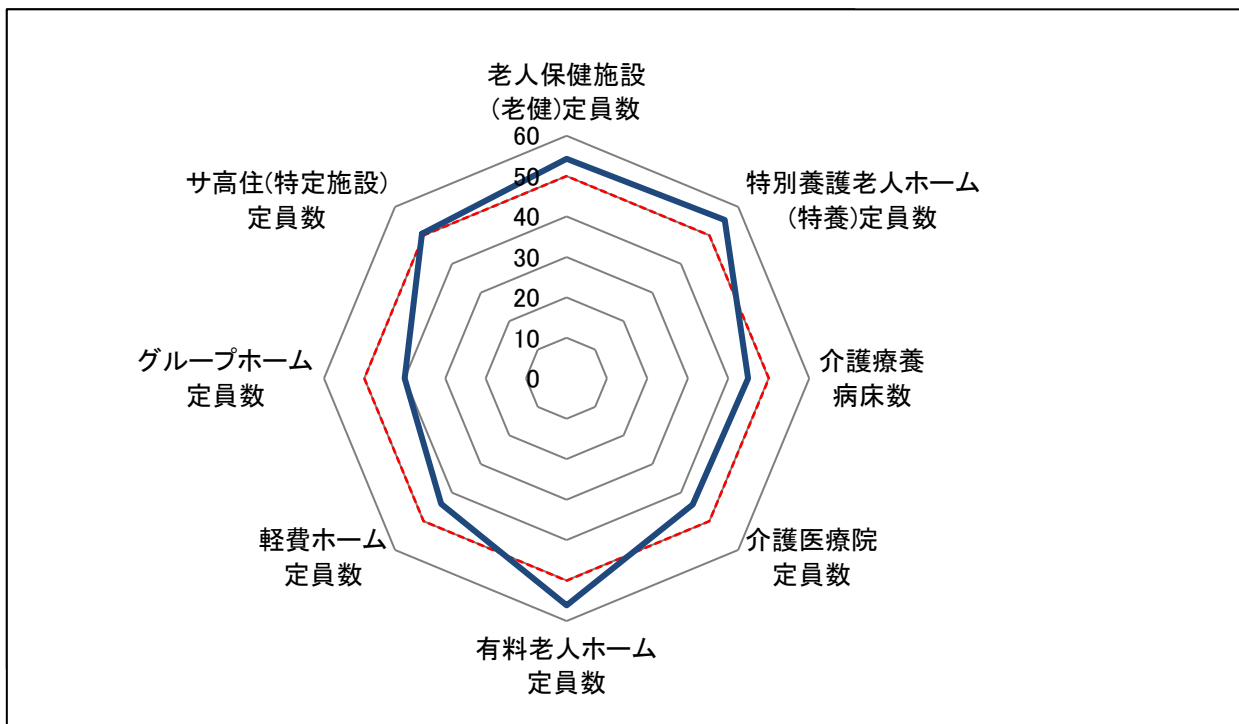 老人保健施設
(老健)定員数
特別養護老人ホーム
(特養)定員数
介護療養
病床数
介護医療院
定員数
有料老人ホーム
定員数
軽費ホーム
定員数
グループホーム
定員数
サ高住(特定施設)
定員数
60
50
40
30
20
10
0